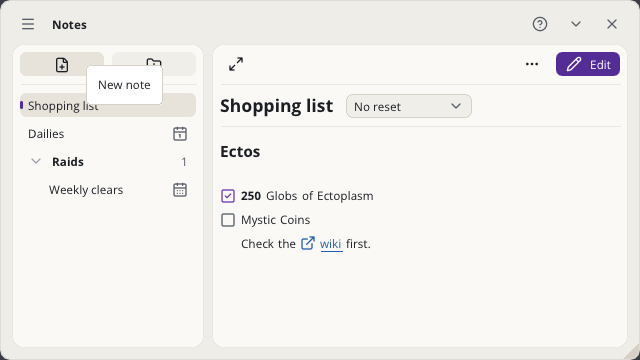 Notes
New note
Shopping list
Dailies
Raids 1
Weekly clears
Edit
Shopping list No reset
Ectos
250 Globs of Ectoplasm
Mystic Coins
Check the wiki first.